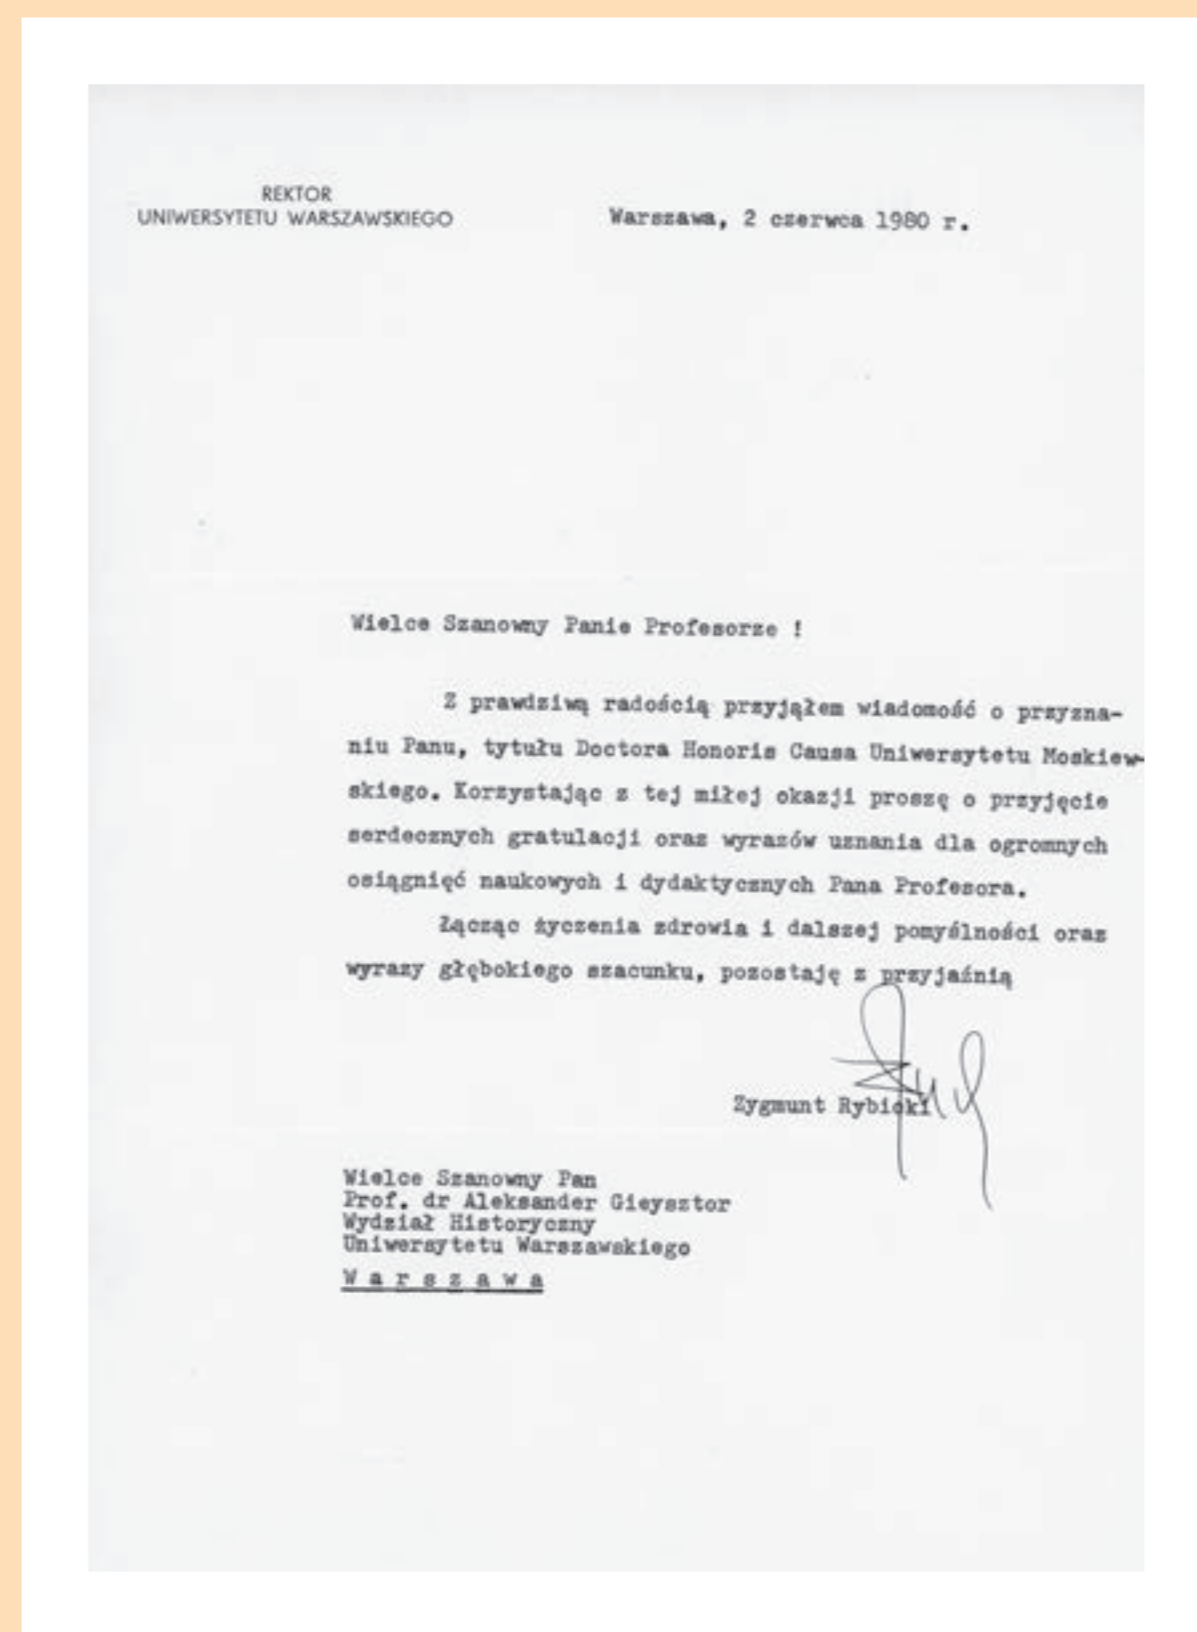 REKTOR
UNIWERSYTETU WARSZAWSKIEGO
Warszawa, 2 czerwca 1980 r.
Wielce Szanowny Panie Profesorze !
Z prawdziwą radością przyjąłem wiadomość o przyzna-
niu Panu, tytułu Doctora Honoris Causa Uniwersytetu Moskiew-
skiego. Korzystając z tej miłej okazji proszę o przyjęcie
serdecznych gratulacji oraz wyrazów uznania dla ogromnych
osiągnięć naukowych i dydaktycznych Pana Profesora.
Łącząc życzenia zdrowia i dalszej pomyślności oraz
wyrazy głębokiego szacunku, pozostaję z przyjaźnią
Zygmunt Rybicki
Wielce Szanowny Pan
Prof. dr Aleksander Gieysztor
Wydział Historyczny
Uniwersytetu Warszawskiego
W a r s z a w a